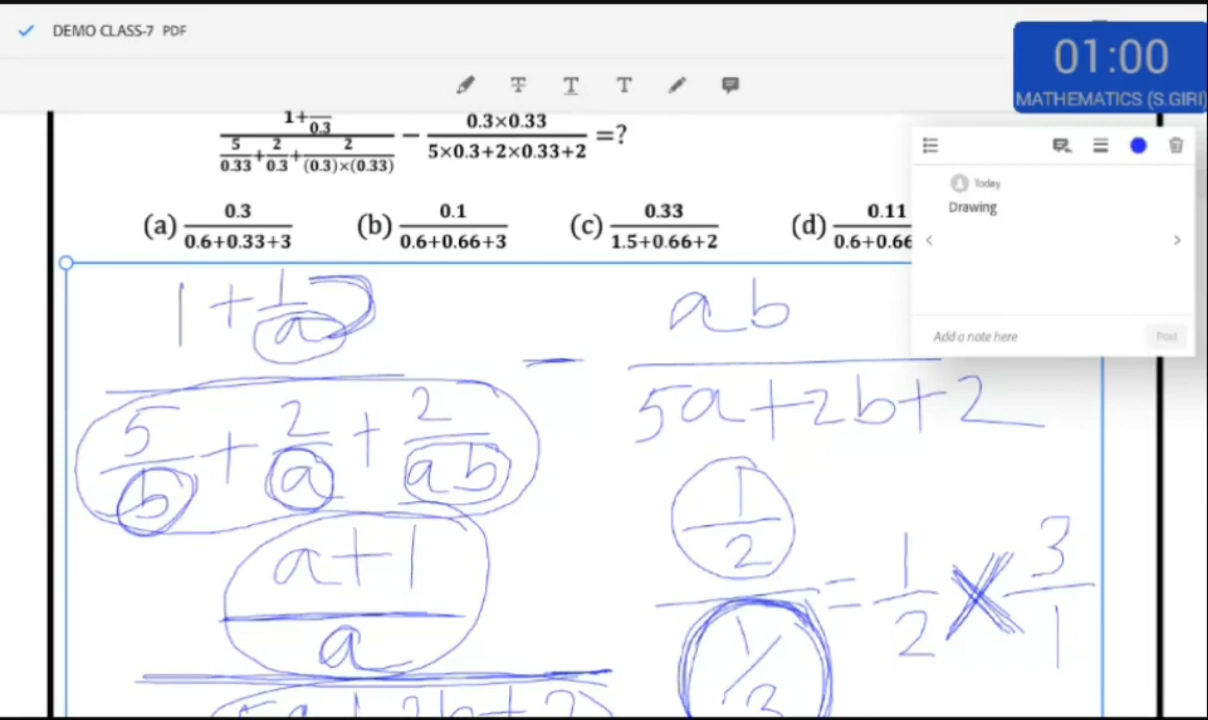 DEMO CLASS-7 PDF
01:00
MATHEMATICS (S.GIRI)
T T T
1+ 0.3 / 5/0.33 + 2/0.3 + 2/(0.3)×(0.33) − 0.3×0.33 / 5×0.3+2×0.33+2 =?
Today
Drawing
(a) 0.3/0.6+0.33+3 (b) 0.1/0.6+0.66+3 (c) 0.33/1.5+0.66+2 (d) 0.11/0.6+0.66
Add a note here Post
1 + 1/a / 5/b + 2/a + 2/ab − ab / 5a+2b+2
a+1 / a
1/2 / 1/3 = 1/2 × 3/1
5a+2b+2